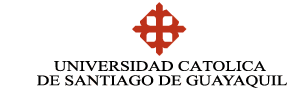 UNIVERSIDAD CATOLICA
DE SANTIAGO DE GUAYAQUIL